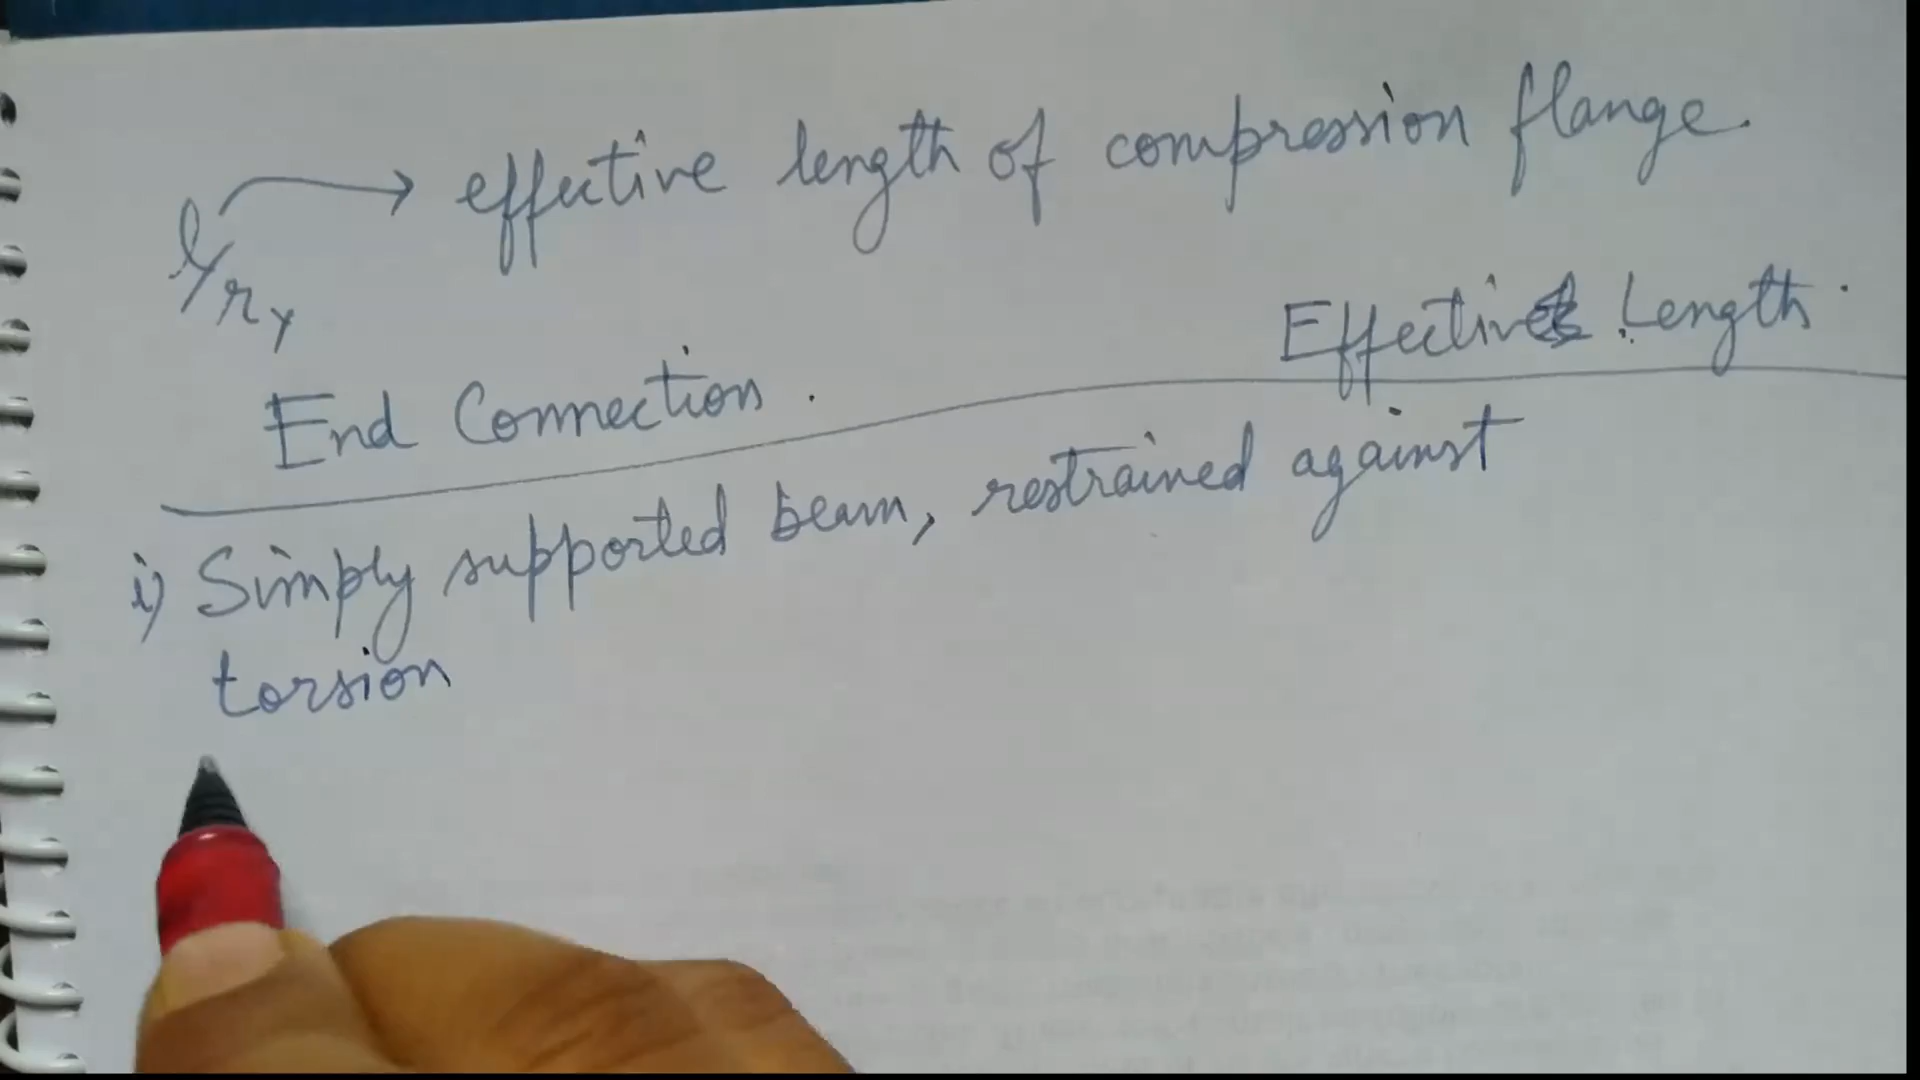 l/ry → effective length of compression flange.
End Connection. Effective Length.
i) Simply supported beam, restrained against
torsion